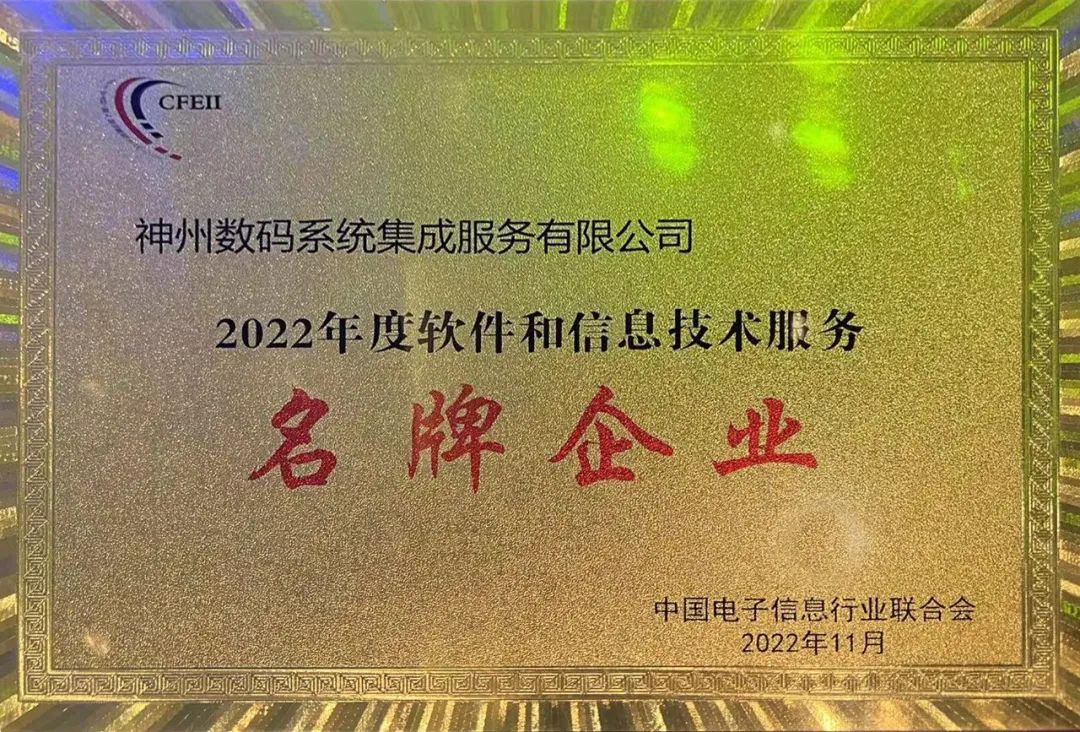 CFEII
神州数码系统集成服务有限公司
2022年度软件和信息技术服务
名牌企业
中国电子信息行业联合会
2022年11月